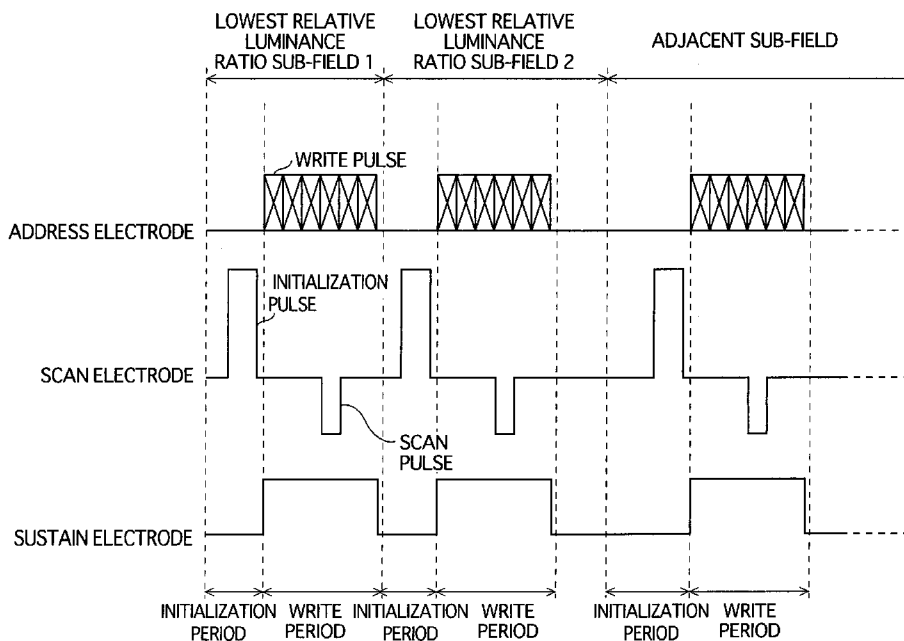 LOWEST RELATIVE
LUMINANCE
RATIO SUB-FIELD 1
LOWEST RELATIVE
LUMINANCE
RATIO SUB-FIELD 2
ADJACENT SUB-FIELD
WRITE PULSE
ADDRESS ELECTRODE
INITIALIZATION
PULSE
SCAN ELECTRODE
SCAN
PULSE
SUSTAIN ELECTRODE
INITIALIZATION
PERIOD
WRITE
PERIOD
INITIALIZATION
PERIOD
WRITE
PERIOD
INITIALIZATION
PERIOD
WRITE
PERIOD